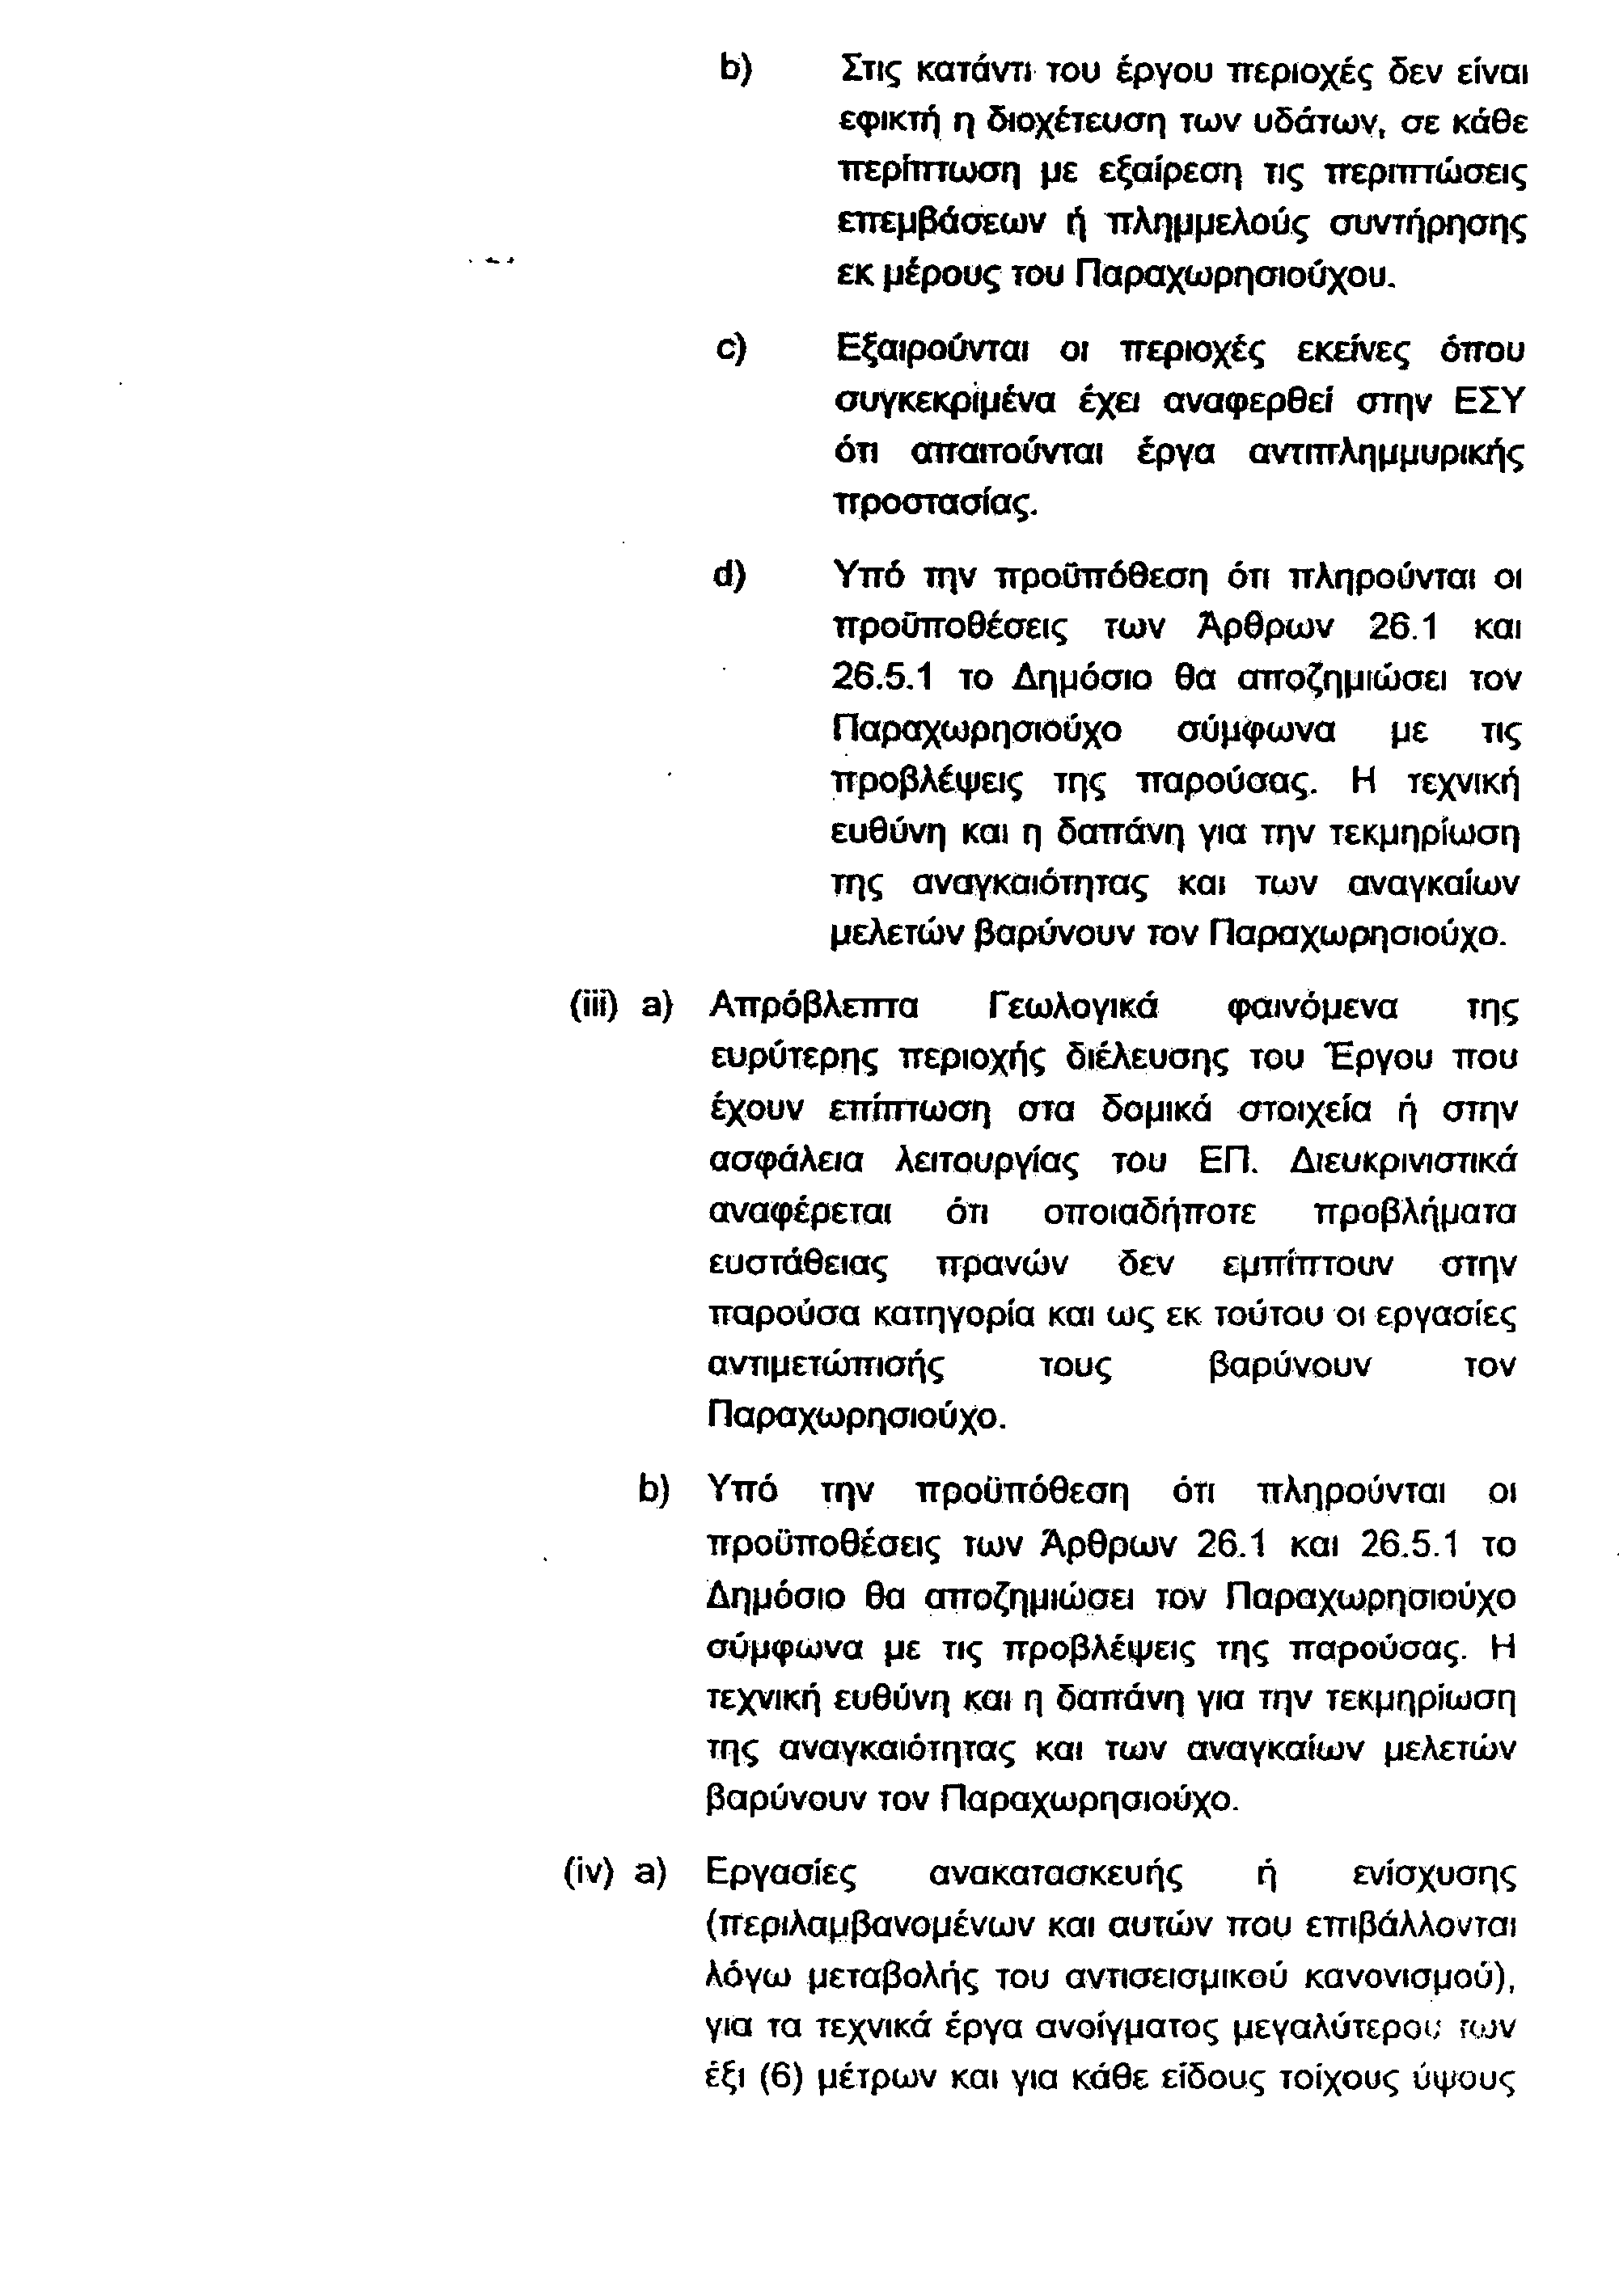 b) Στις κατάντι του έργου περιοχές δεν είναι
εφικτή η διοχέτευση των υδάτων, σε κάθε
περίπτωση με εξαίρεση τις περιπτώσεις
επεμβάσεων ή πλημμελούς συντήρησης
εκ μέρους του Παραχωρησιούχου.
c) Εξαιρούνται οι περιοχές εκείνες όπου
συγκεκριμένα έχει αναφερθεί στην ΕΣΥ
ότι απαιτούνται έργα αντιπλημμυρικής
προστασίας.
d) Υπό την προϋπόθεση ότι πληρούνται οι
προϋποθέσεις των Άρθρων 26.1 και
26.5.1 το Δημόσιο θα αποζημιώσει τον
Παραχωρησιούχο σύμφωνα με τις
προβλέψεις της παρούσας. Η τεχνική
ευθύνη και η δαπάνη για την τεκμηρίωση
της αναγκαιότητας και των αναγκαίων
μελετών βαρύνουν τον Παραχωρησιούχο.
(iii) a) Απρόβλεπτα Γεωλογικά φαινόμενα της
ευρύτερης περιοχής διέλευσης του Έργου που
έχουν επίπτωση στα δομικά στοιχεία ή στην
ασφάλεια λειτουργίας του ΕΠ. Διευκρινιστικά
αναφέρεται ότι οποιαδήποτε προβλήματα
ευστάθειας πρανών δεν εμπίπτουν στην
παρούσα κατηγορία και ως εκ τούτου οι εργασίες
αντιμετώπισής τους βαρύνουν τον
Παραχωρησιούχο.
b) Υπό την προϋπόθεση ότι πληρούνται οι
προϋποθέσεις των Άρθρων 26.1 και 26.5.1 το
Δημόσιο θα αποζημιώσει τον Παραχωρησιούχο
σύμφωνα με τις προβλέψεις της παρούσας. Η
τεχνική ευθύνη και η δαπάνη για την τεκμηρίωση
της αναγκαιότητας και των αναγκαίων μελετών
βαρύνουν τον Παραχωρησιούχο.
(iv) a) Εργασίες ανακατασκευής ή ενίσχυσης
(περιλαμβανομένων και αυτών που επιβάλλονται
λόγω μεταβολής του αντισεισμικού κανονισμού),
για τα τεχνικά έργα ανοίγματος μεγαλύτερου των
έξι (6) μέτρων και για κάθε είδους τοίχους ύψους